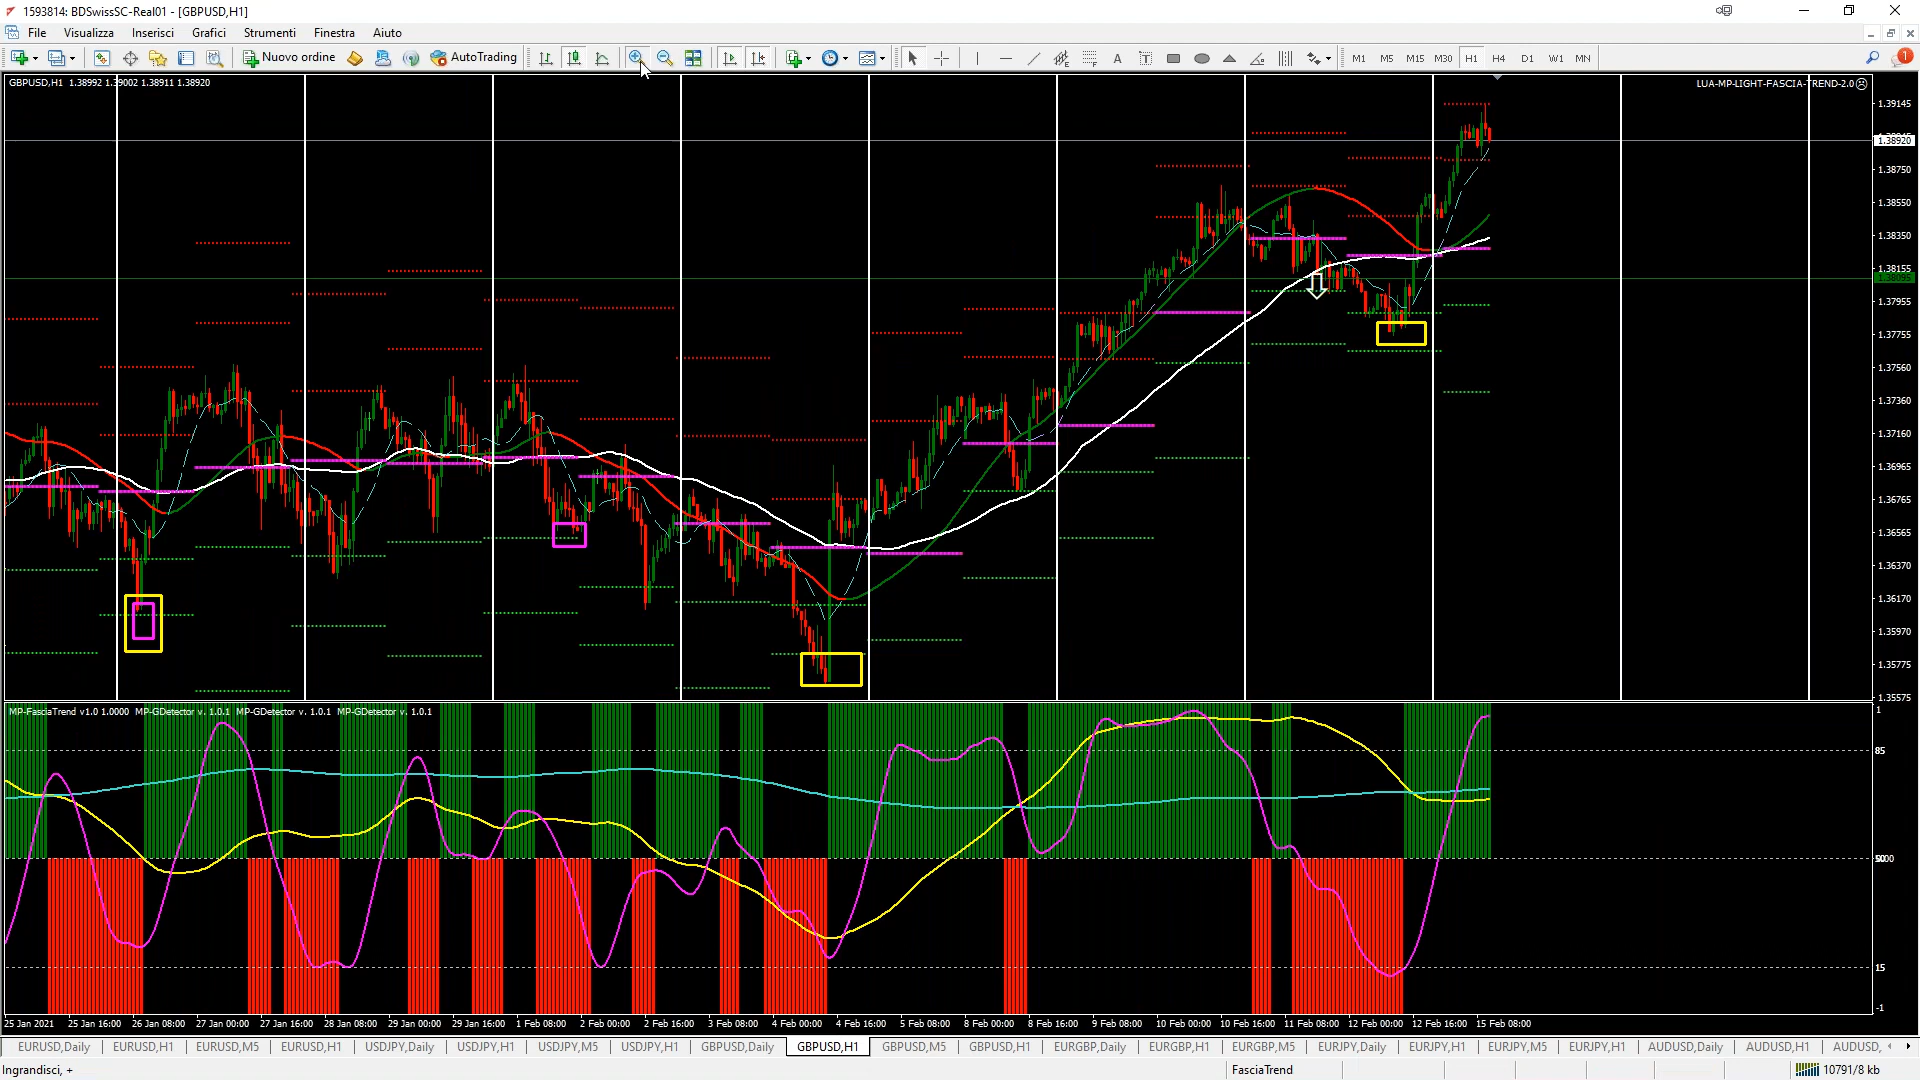 1593814: BDSwissSC-Real01 - [GBPUSD,H1]
File Visualizza Inserisci Grafici Strumenti Finestra Aiuto
Nuovo ordine AutoTrading A T M1 M5 M15 M30 H1 H4 D1 W1 MN 1
GBPUSD,H1 1.38992 1.39002 1.38911 1.38920
LUA-MP-LIGHT-FASCIA-TREND-2.0
1.39145
1.38920
1.38750
1.38550
1.38350
1.38155
1.37955
1.37755
1.37560
1.37360
1.37160
1.36965
1.36765
1.36565
1.36370
1.36170
1.35970
1.35775
1.35575
MP-FasciaTrend v1.0 1.0000 MP-GDetector v. 1.0.1 MP-GDetector v. 1.0.1 MP-GDetector v. 1.0.1
1
85
15
-1
25 Jan 2021 25 Jan 16:00 26 Jan 08:00 27 Jan 00:00 27 Jan 16:00 28 Jan 08:00 29 Jan 00:00 29 Jan 16:00 1 Feb 08:00 2 Feb 00:00 2 Feb 16:00 3 Feb 08:00 4 Feb 00:00 4 Feb 16:00 5 Feb 08:00 8 Feb 00:00 8 Feb 16:00 9 Feb 08:00 10 Feb 00:00 10 Feb 16:00 11 Feb 08:00 12 Feb 00:00 12 Feb 16:00 15 Feb 08:00
EURUSD,Daily EURUSD,H1 EURUSD,M5 EURUSD,H1 USDJPY,Daily USDJPY,H1 USDJPY,M5 USDJPY,H1 GBPUSD,Daily GBPUSD,H1 GBPUSD,M5 GBPUSD,H1 EURGBP,Daily EURGBP,H1 EURGBP,M5 EURGBP,H1 EURJPY,Daily EURJPY,H1 EURJPY,M5 EURJPY,H1 AUDUSD,Daily AUDUSD,H1 AUDUSD,
Ingrandisci, + FasciaTrend 10791/8 kb